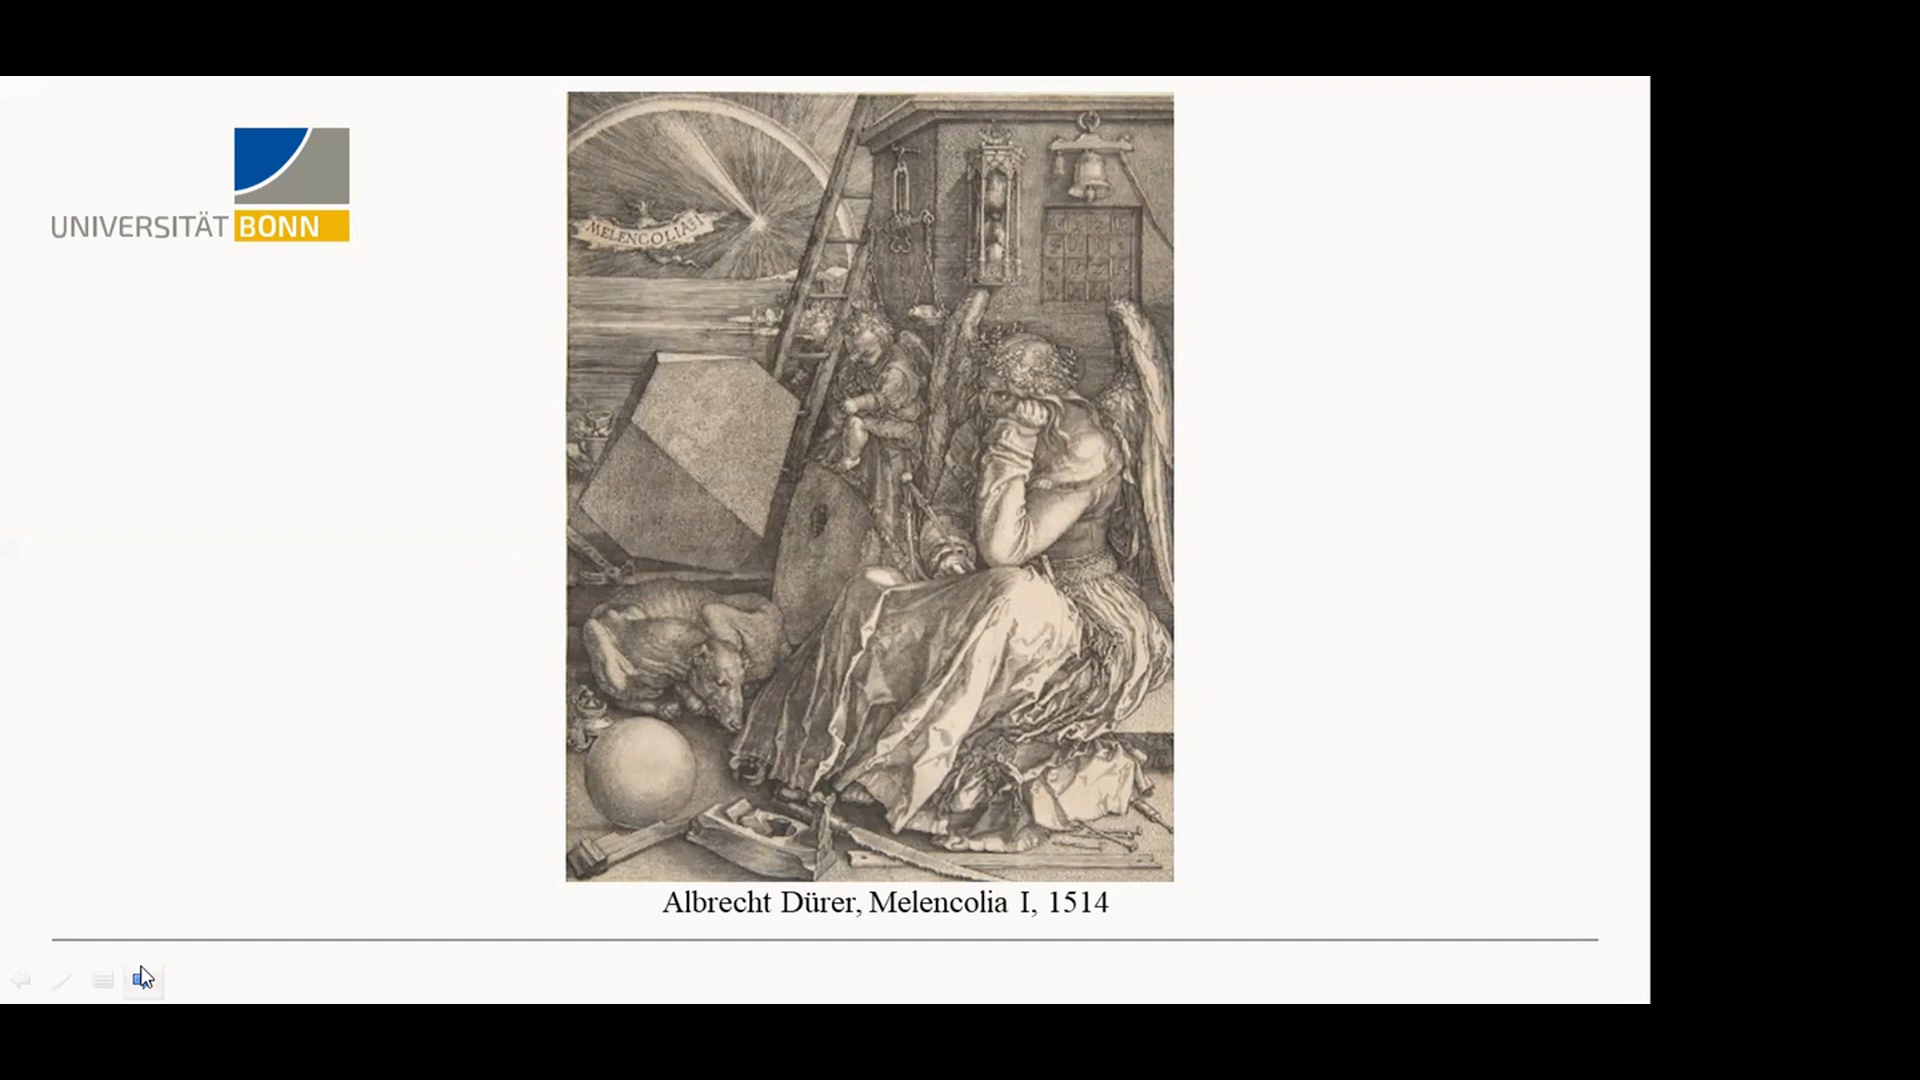 UNIVERSITÄT BONN
MELENCOLIA § I
Albrecht Dürer, Melencolia I, 1514